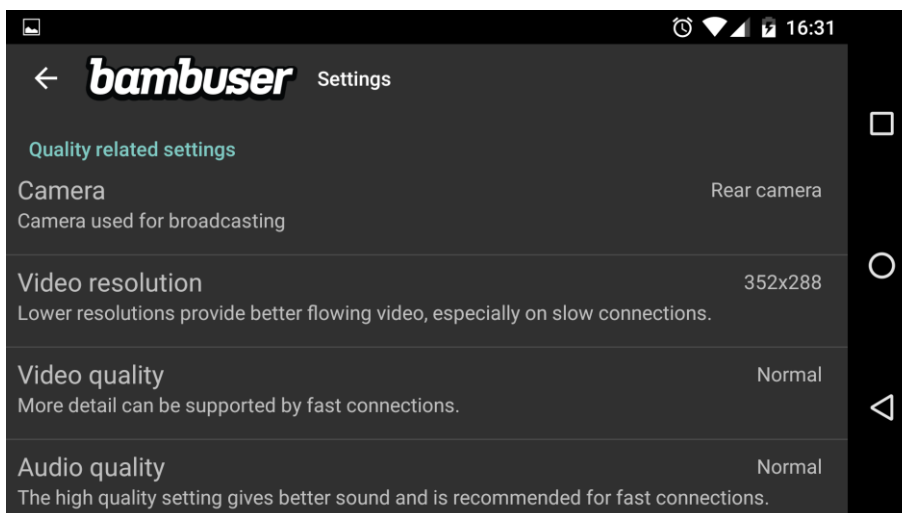 16:31
bambuser Settings
Quality related settings
Camera Rear camera
Camera used for broadcasting
Video resolution 352x288
Lower resolutions provide better flowing video, especially on slow connections.
Video quality Normal
More detail can be supported by fast connections.
Audio quality Normal
The high quality setting gives better sound and is recommended for fast connections.